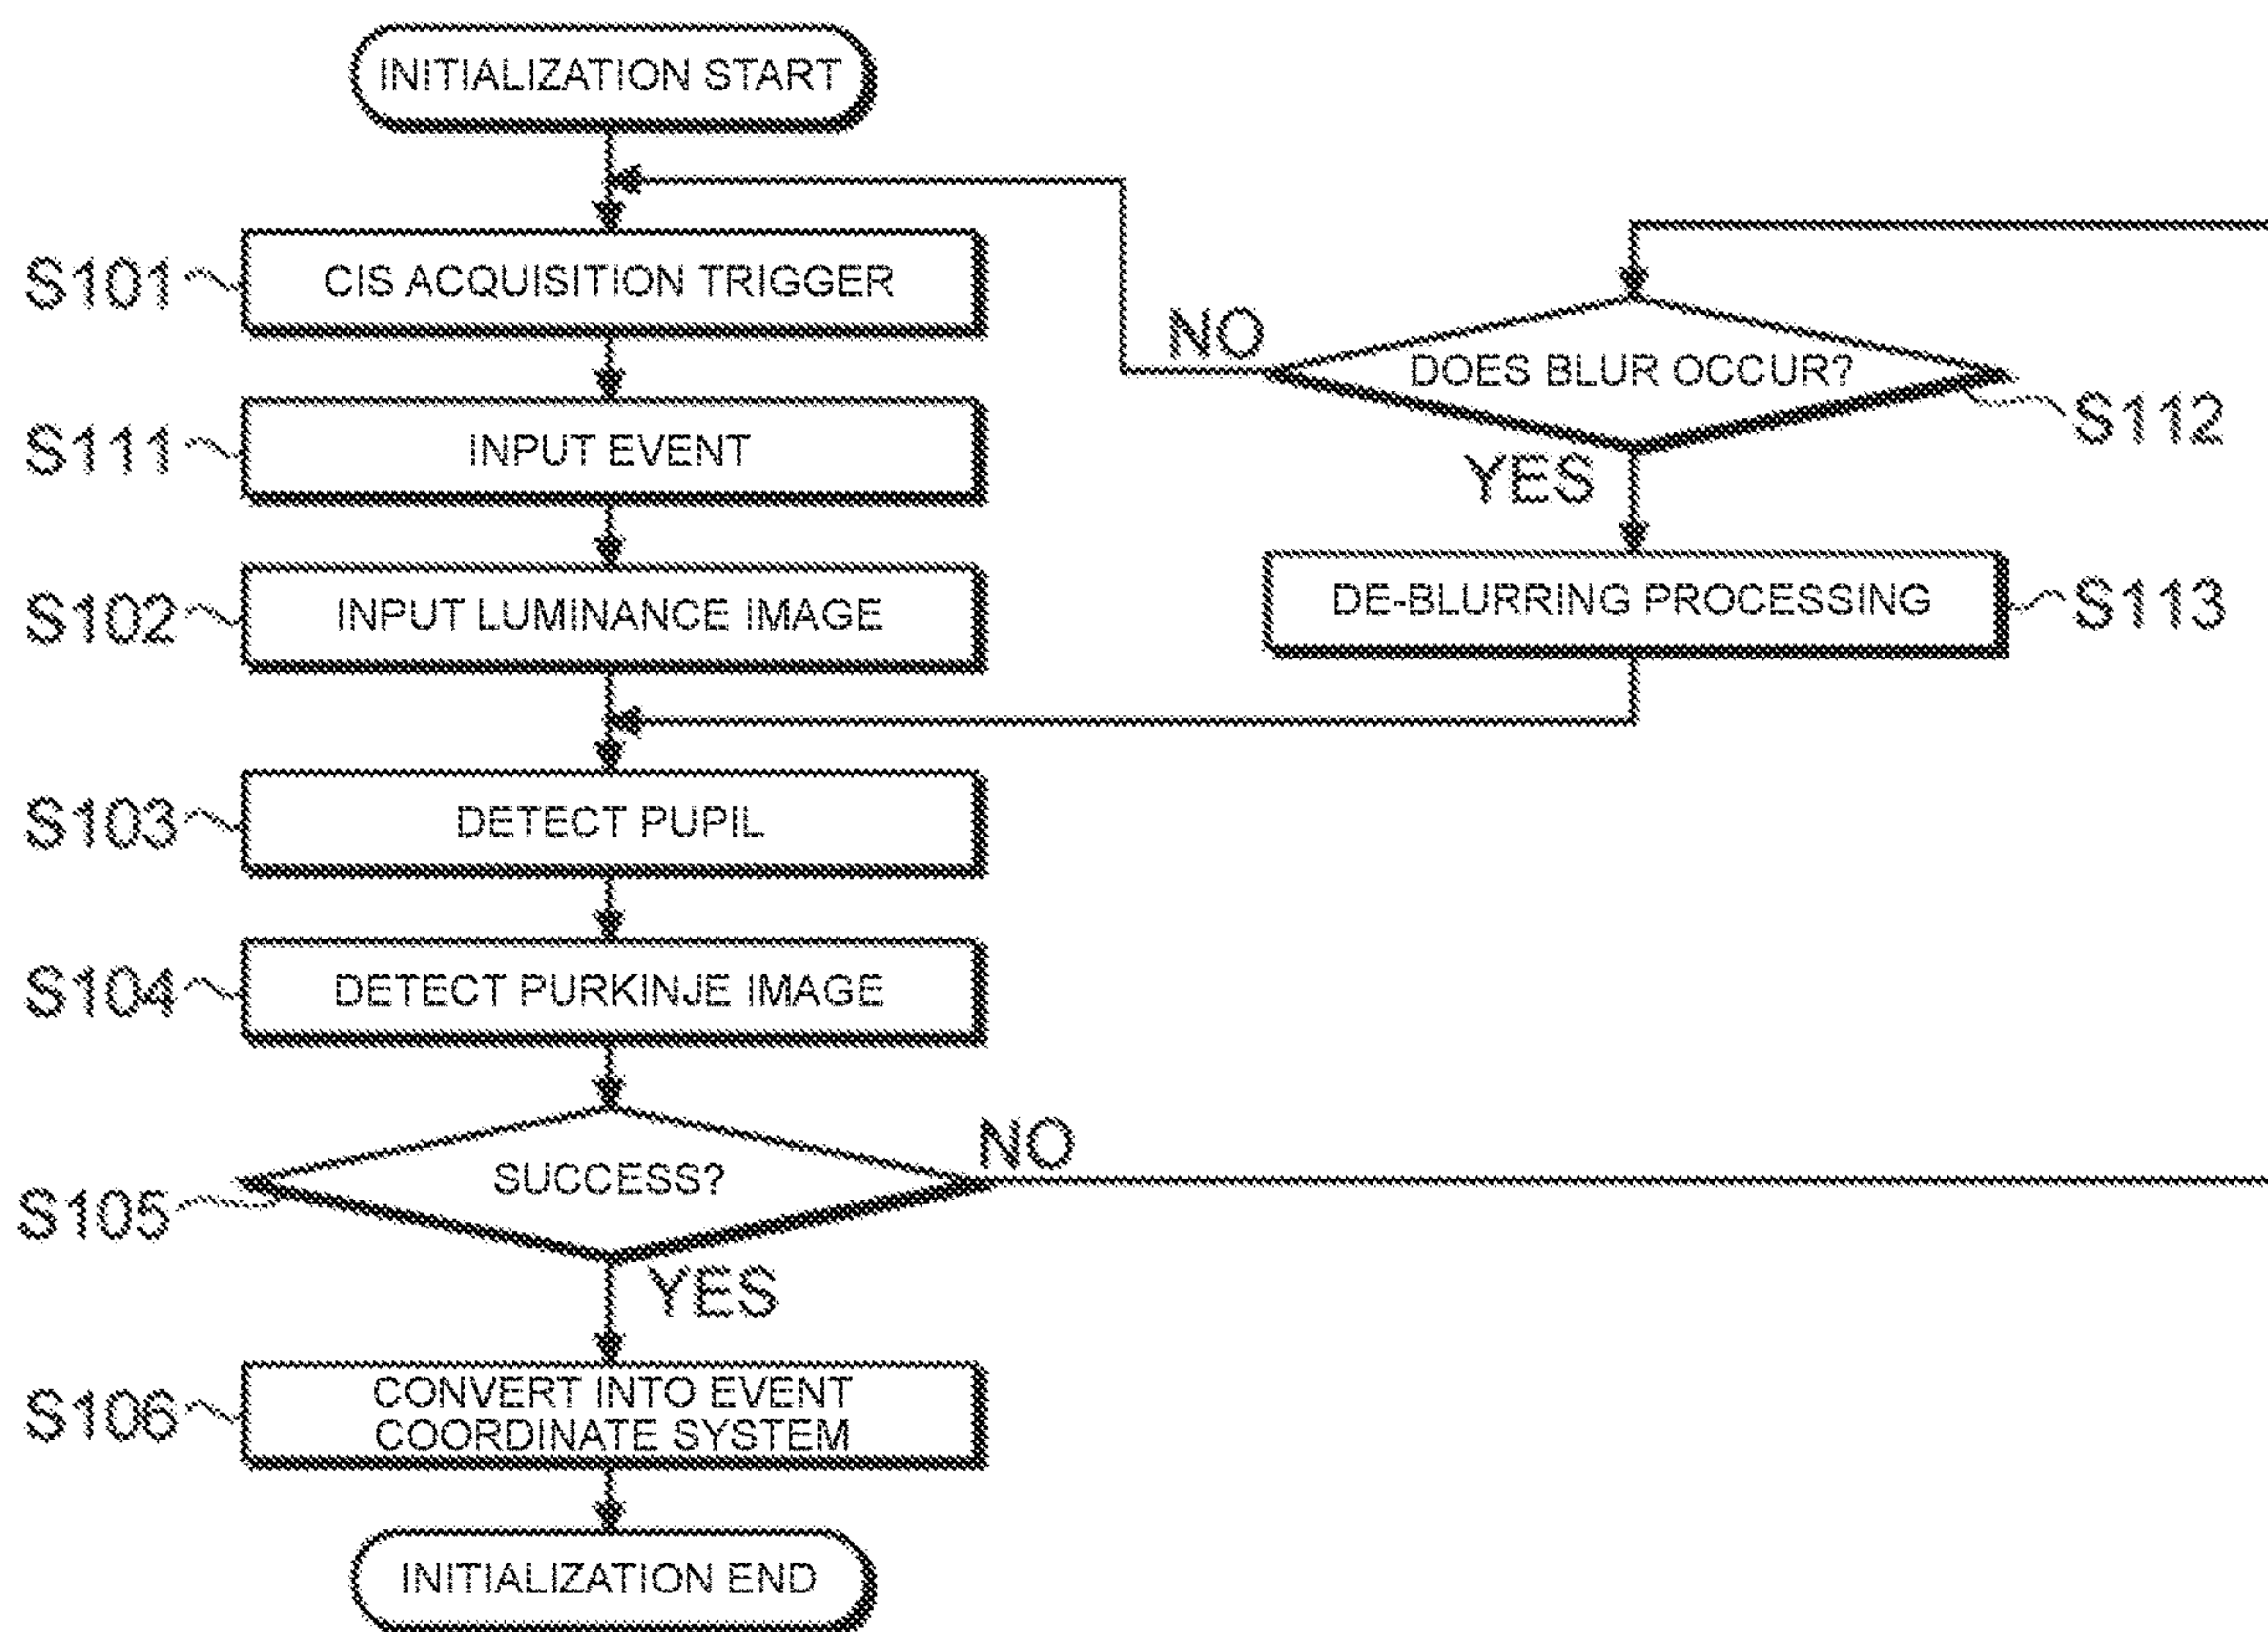 INITIALIZATION START
S101
CIS ACQUISITION TRIGGER
S111
INPUT EVENT
S102
INPUT LUMINANCE IMAGE
S103
DETECT PUPIL
S104
DETECT PURKINJE IMAGE
S105
SUCCESS?
NO
YES
S106
CONVERT INTO EVENT
COORDINATE SYSTEM
INITIALIZATION END
NO
DOES BLUR OCCUR?
S112
YES
DE-BLURRING PROCESSING
S113